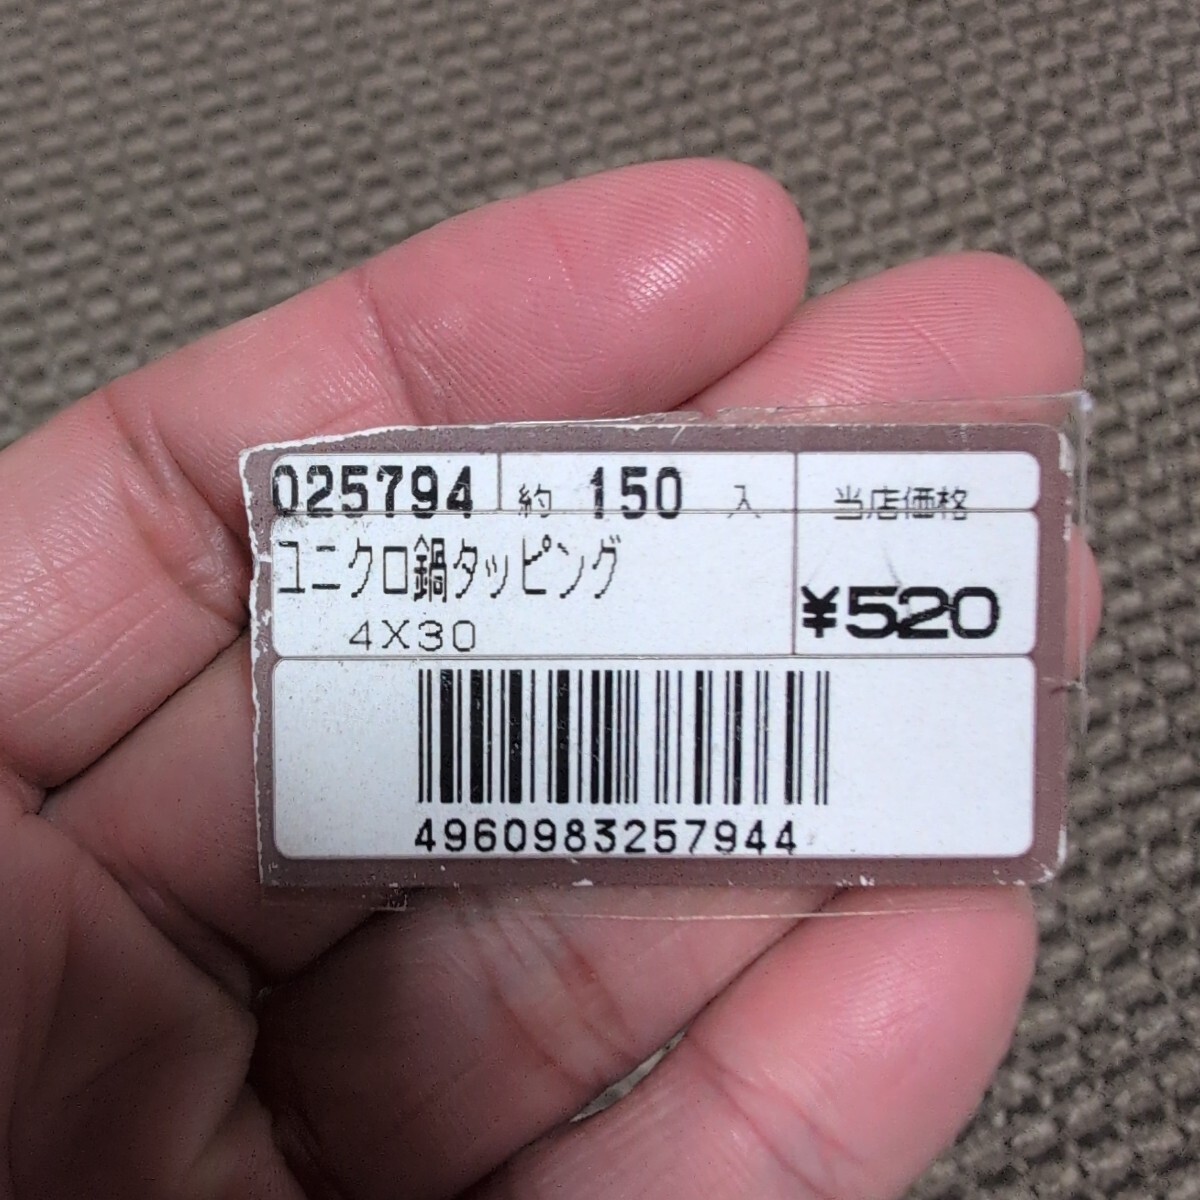 025794 約 150 入 当店価格
ユニクロ鍋タッピング
4X30 ¥520
4960983257944